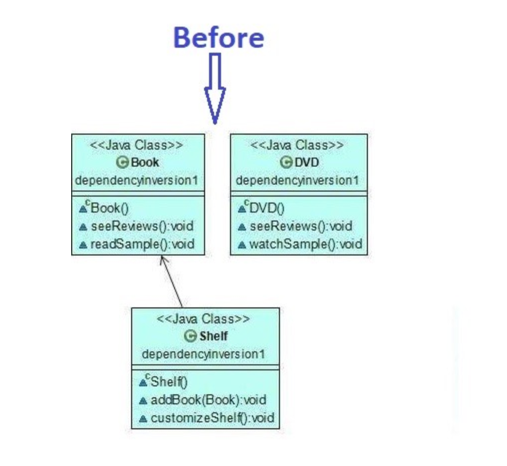 Before
<<Java Class>>
Book
dependencyinversion1
Book()
seeReviews():void
readSample():void
<<Java Class>>
DVD
dependencyinversion1
DVD()
seeReviews():void
watchSample():void
<<Java Class>>
Shelf
dependencyinversion1
Shelf()
addBook(Book):void
customizeShelf():void